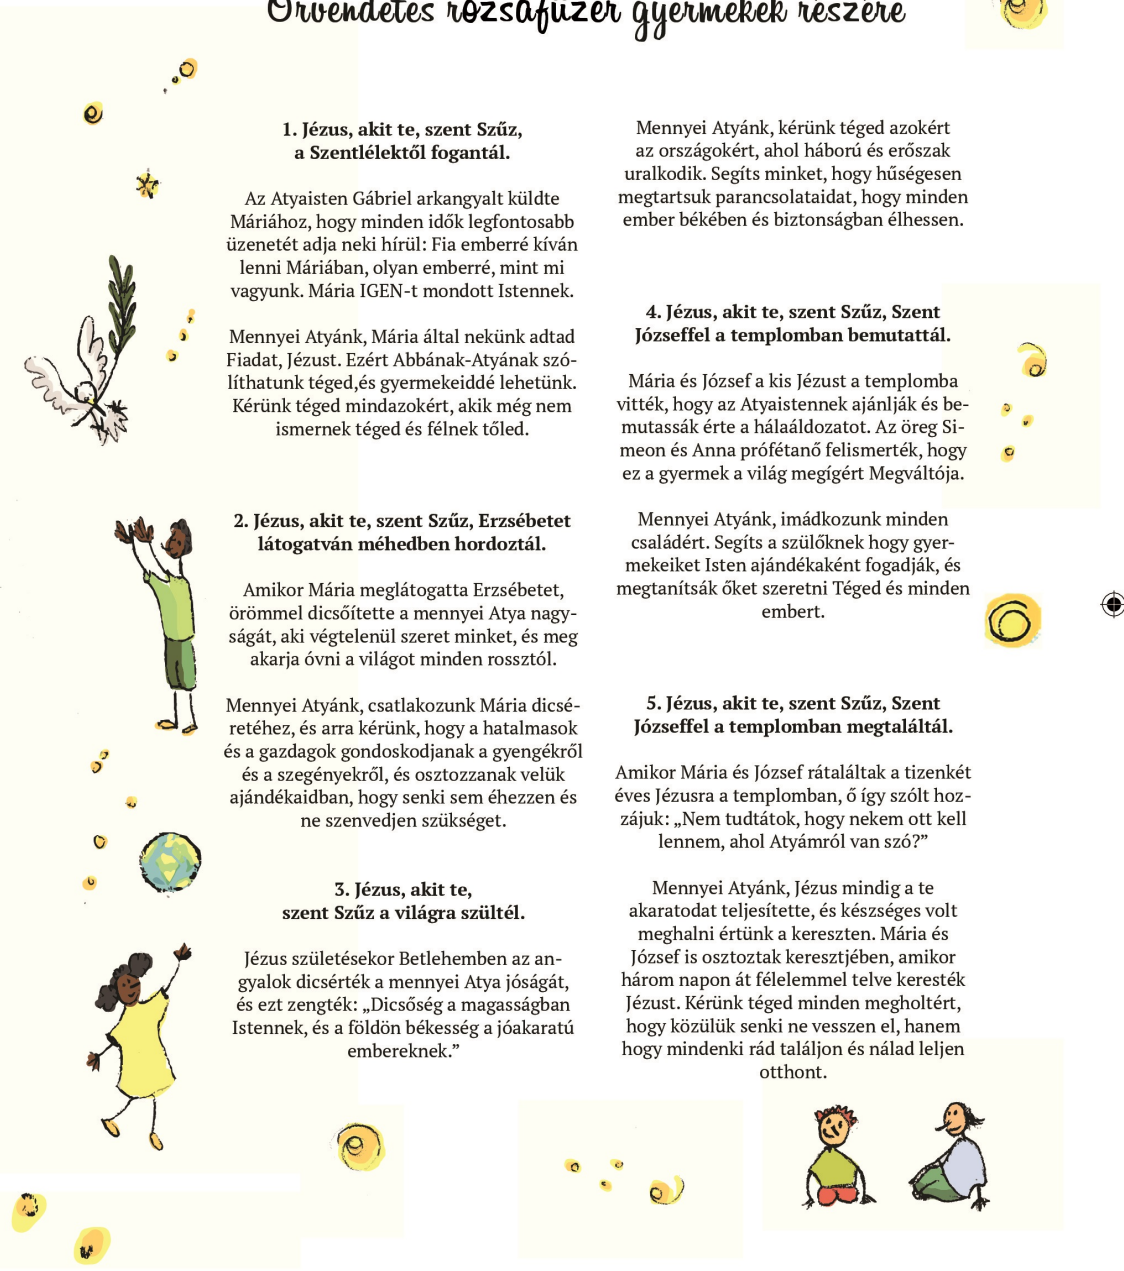 Örvendetes rózsafüzér gyermekek részére
1. Jézus, akit te, szent Szűz,
a Szentlélektől fogantál.
Az Atyaisten Gábriel arkangyalt küldte
Máriához, hogy minden idők legfontosabb
üzenetét adja neki hírül: Fia emberré kíván
lenni Máriában, olyan emberré, mint mi
vagyunk. Mária IGEN-t mondott Istennek.
Mennyei Atyánk, Mária által nekünk adtad
Fiadat, Jézust. Ezért Abbának-Atyának szó-
líthatunk téged,és gyermekeiddé lehetünk.
Kérünk téged mindazokért, akik még nem
ismernek téged és félnek tőled.
2. Jézus, akit te, szent Szűz, Erzsébetet
látogatván méhedben hordoztál.
Amikor Mária meglátogatta Erzsébetet,
örömmel dicsőítette a mennyei Atya nagy-
ságát, aki végtelenül szeret minket, és meg
akarja óvni a világot minden rossztól.
Mennyei Atyánk, csatlakozunk Mária dicsé-
retéhez, és arra kérünk, hogy a hatalmasok
és a gazdagok gondoskodjanak a gyengékről
és a szegényekről, és osztozzanak velük
ajándékaidban, hogy senki sem éhezzen és
ne szenvedjen szükséget.
3. Jézus, akit te,
szent Szűz a világra szültél.
Jézus születésekor Betlehemben az an-
gyalok dicsérték a mennyei Atya jóságát,
és ezt zengték: „Dicsőség a magasságban
Istennek, és a földön békesség a jóakaratú
embereknek.”
Mennyei Atyánk, kérünk téged azokért
az országokért, ahol háború és erőszak
uralkodik. Segíts minket, hogy hűségesen
megtartsuk parancsolataidat, hogy minden
ember békében és biztonságban élhessen.
4. Jézus, akit te, szent Szűz, Szent
Józseffel a templomban bemutattál.
Mária és József a kis Jézust a templomba
vitték, hogy az Atyaistennek ajánlják és be-
mutassák érte a hálaáldozatot. Az öreg Si-
meon és Anna prófétanő felismerték, hogy
ez a gyermek a világ megígért Megváltója.
Mennyei Atyánk, imádkozunk minden
családért. Segíts a szülőknek hogy gyer-
mekeiket Isten ajándékaként fogadják, és
megtanítsák őket szeretni Téged és minden
embert.
5. Jézus, akit te, szent Szűz, Szent
Józseffel a templomban megtaláltál.
Amikor Mária és József rátaláltak a tizenkét
éves Jézusra a templomban, ő így szólt hoz-
zájuk: „Nem tudtátok, hogy nekem ott kell
lennem, ahol Atyámról van szó?”
Mennyei Atyánk, Jézus mindig a te
akaratodat teljesítette, és készséges volt
meghalni értünk a kereszten. Mária és
József is osztoztak keresztjében, amikor
három napon át félelemmel telve keresték
Jézust. Kérünk téged minden megholtért,
hogy közülük senki ne vesszen el, hanem
hogy mindenki rád találjon és nálad leljen
otthont.